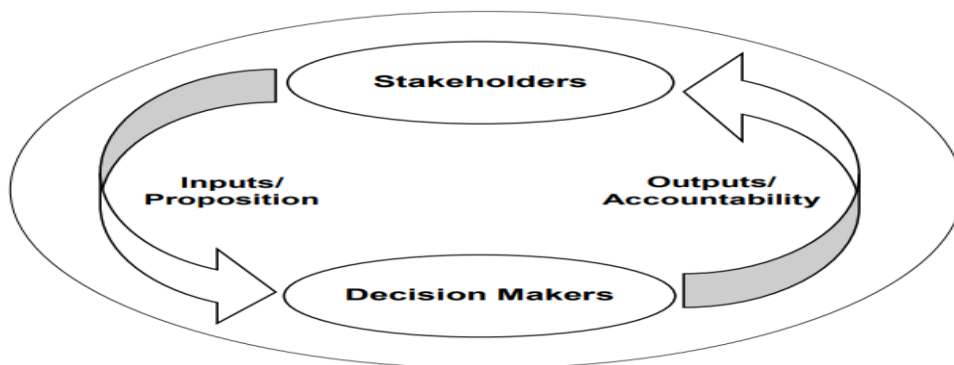 Stakeholders
Inputs/
Proposition
Outputs/
Accountability
Decision Makers